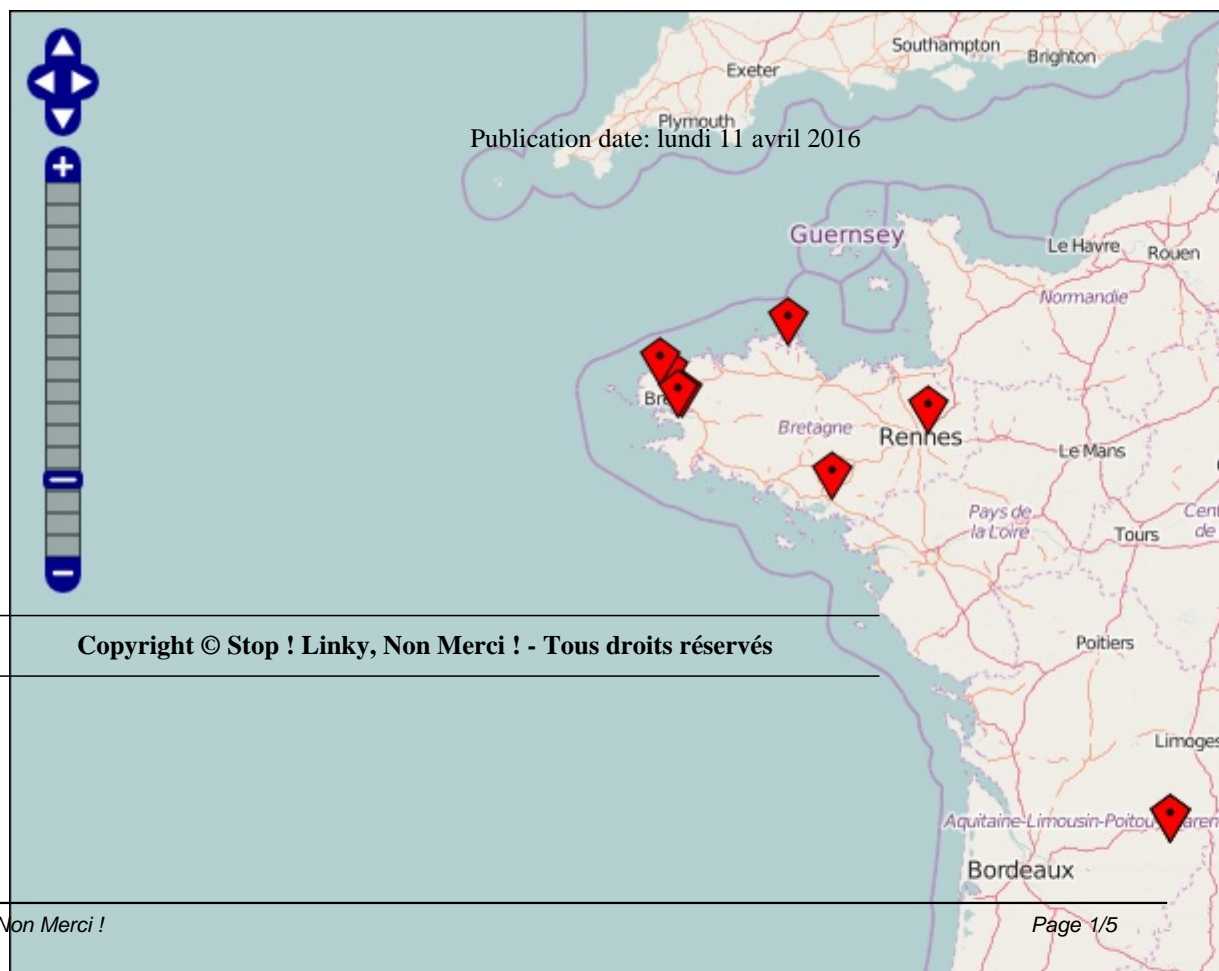 Southampton
Brighton
Exeter
Plymouth
Publication date: lundi 11 avril 2016
Guernsey
Le Havre
Rouen
Normandie
Bretagne
Rennes
Le Mans
Pays de
la Loire
Tours
de
Copyright © Stop ! Linky, Non Merci ! - Tous droits réservés
Poitiers
Limoges
Bordeaux
Non Merci !
Page 1/5